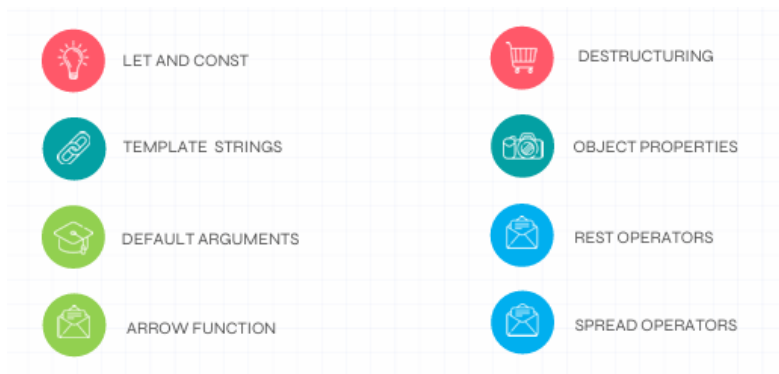 LET AND CONST
TEMPLATE STRINGS
DEFAULT ARGUMENTS
ARROW FUNCTION
DESTRUCTURING
OBJECT PROPERTIES
REST OPERATORS
SPREAD OPERATORS